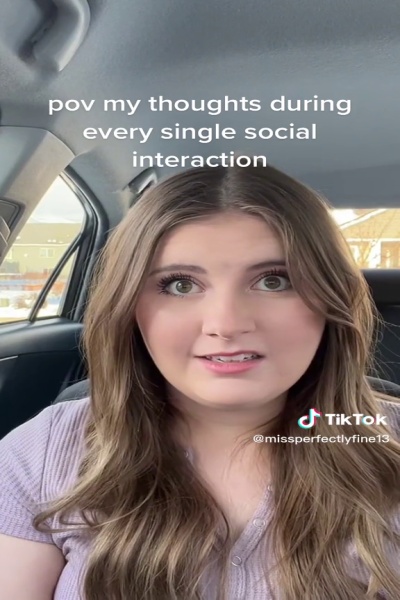 pov my thoughts during
every single social
interaction
TikTok
@missperfectlyfine13